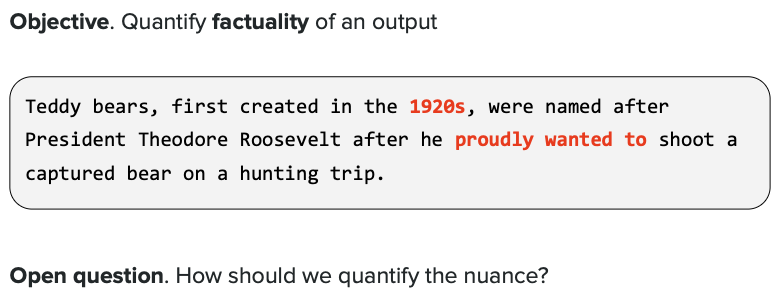 Objective. Quantify factuality of an output
Teddy bears, first created in the 1920s, were named after
President Theodore Roosevelt after he proudly wanted to shoot a
captured bear on a hunting trip.
Open question. How should we quantify the nuance?